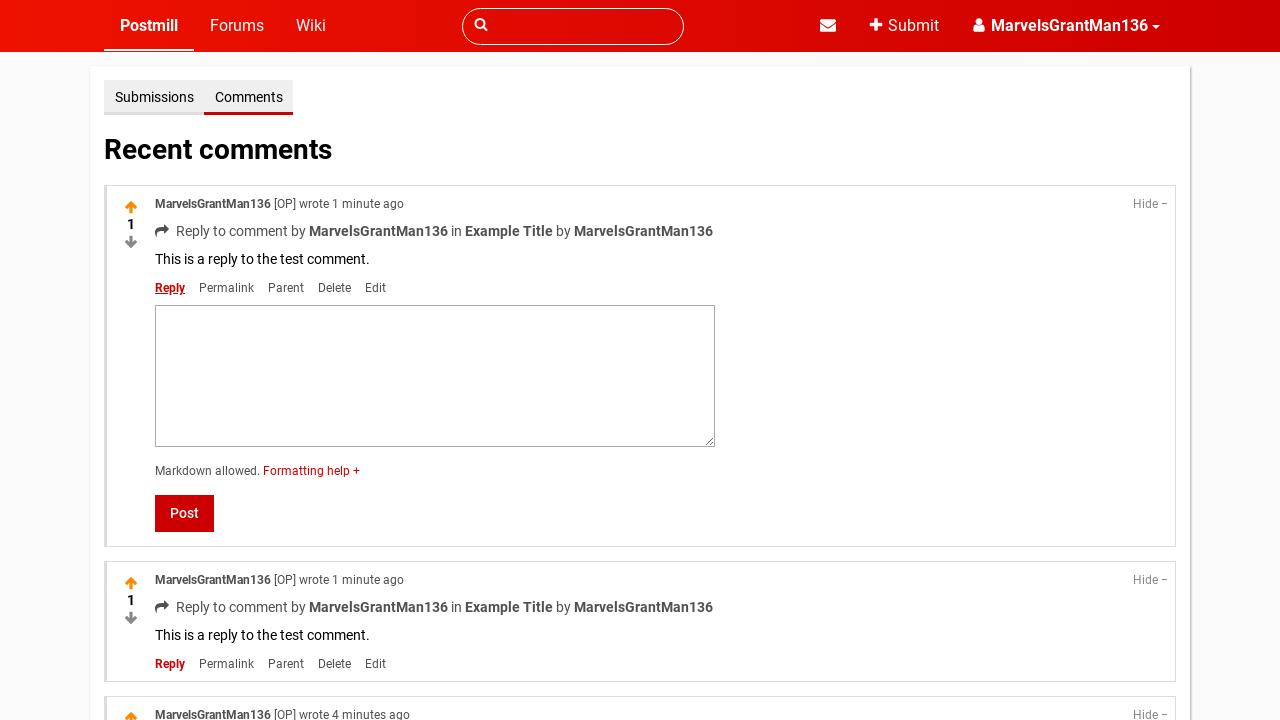 Postmill Forums Wiki Submit MarvelsGrantMan136
Submissions Comments
Recent comments
MarvelsGrantMan136 [OP] wrote 1 minute ago Hide −
Reply to comment by MarvelsGrantMan136 in Example Title by MarvelsGrantMan136
This is a reply to the test comment.
Reply Permalink Parent Delete Edit
Markdown allowed. Formatting help +
Post
MarvelsGrantMan136 [OP] wrote 1 minute ago Hide −
Reply to comment by MarvelsGrantMan136 in Example Title by MarvelsGrantMan136
This is a reply to the test comment.
Reply Permalink Parent Delete Edit
MarvelsGrantMan136 [OP] wrote 4 minutes ago Hide −
1
1